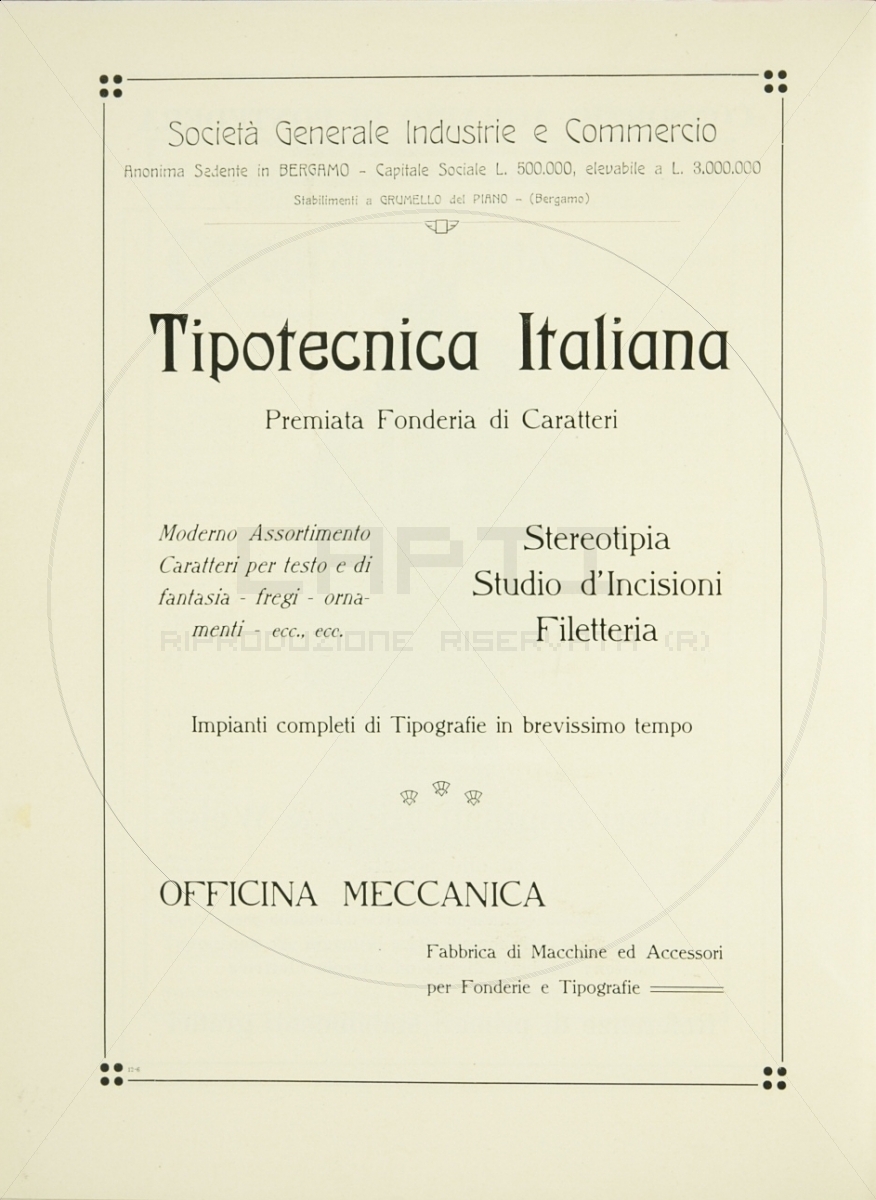 Società Generale Industrie e Commercio
Anonima Sedente in BERGAMO - Capitale Sociale L. 500.000, elevabile a L. 3.000.000
Stabilimenti a GRUMELLO del PIANO - (Bergamo)
Tipotecnica Italiana
Premiata Fonderia di Caratteri
Moderno Assortimento
Caratteri per testo e di
fantasia - fregi - orna-
menti - ecc., ecc.
Stereotipia
Studio d'Incisioni
Filetteria
CAPTI
RIPRODUZIONE RISERVATA (R)
Impianti completi di Tipografie in brevissimo tempo
OFFICINA MECCANICA
Fabbrica di Macchine ed Accessori
per Fonderie e Tipografie